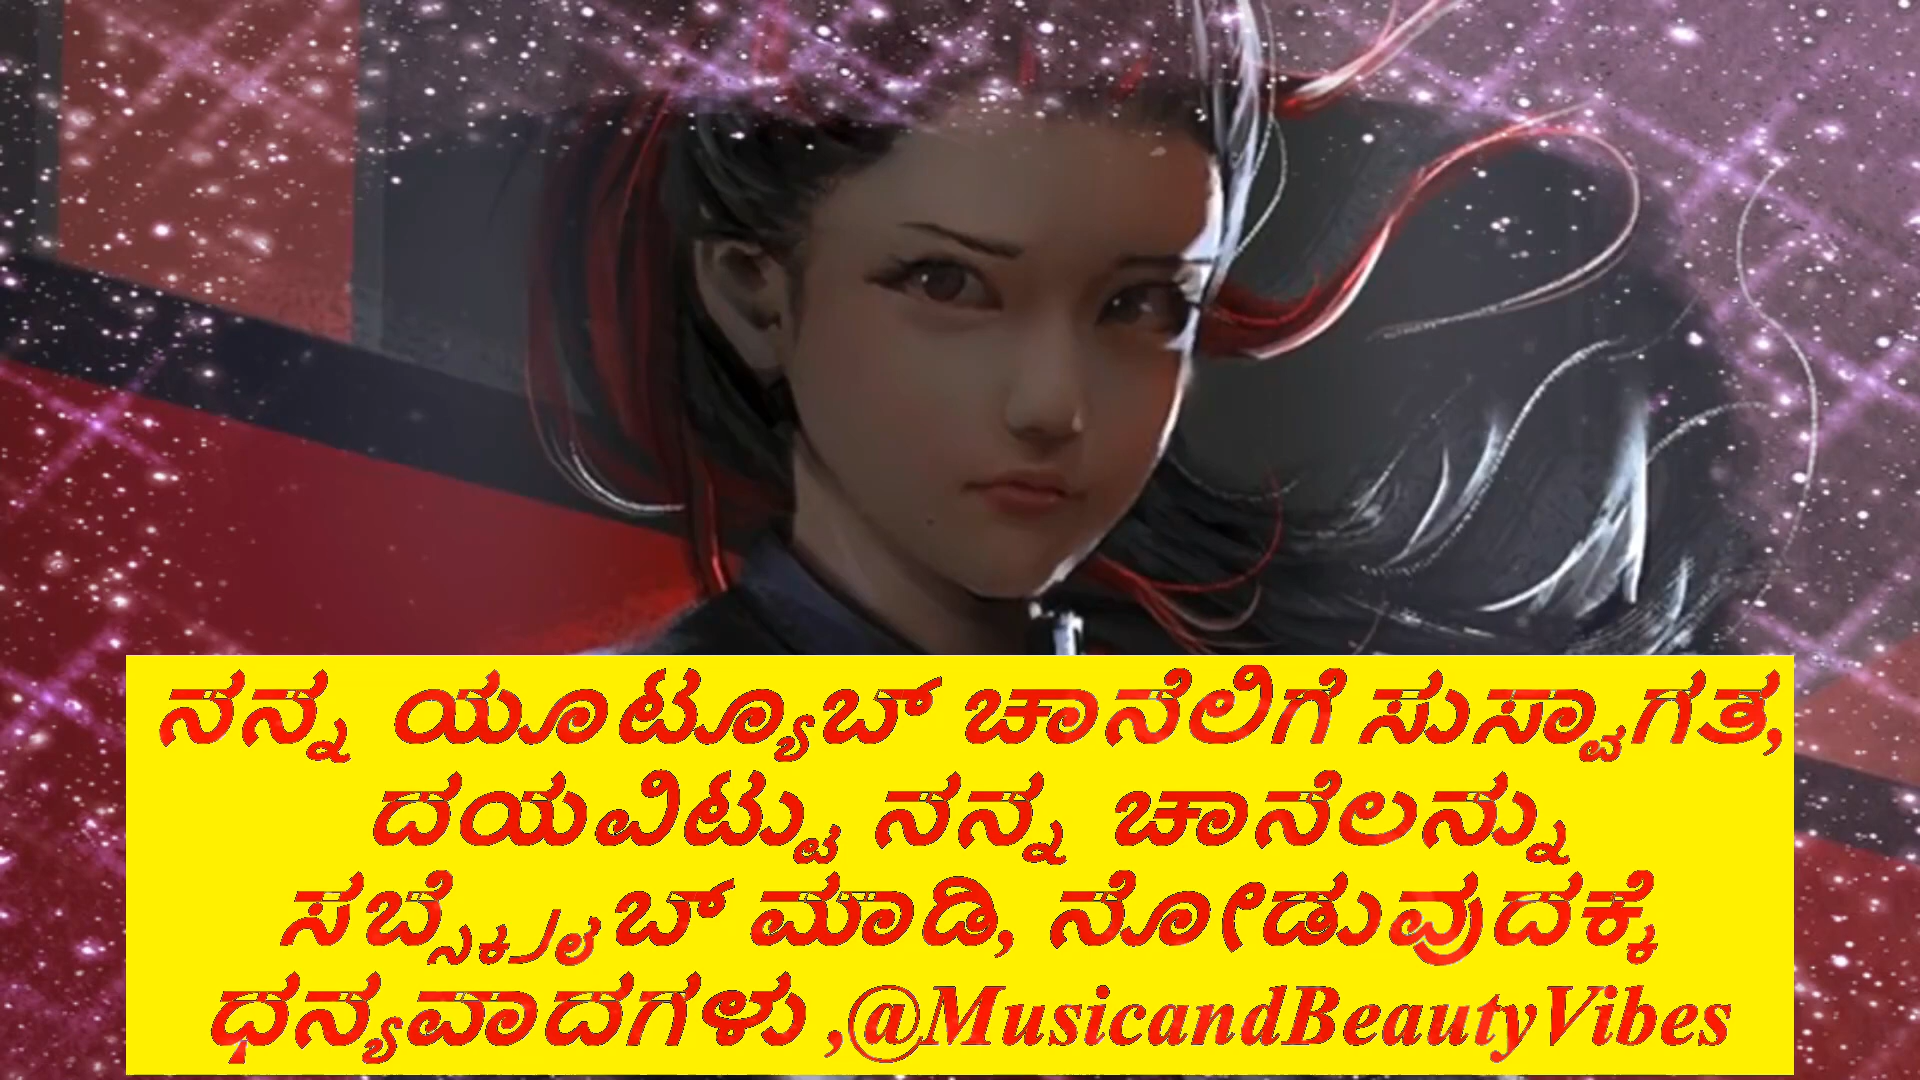 ನನ್ನ ಯೂಟ್ಯೂಬ್ ಚಾನೆಲಿಗೆ ಸುಸ್ವಾಗತ,
ದಯವಿಟ್ಟು ನನ್ನ ಚಾನೆಲನ್ನು
ಸಬ್ಸ್ಕ್ರೈಬ್ ಮಾಡಿ, ನೋಡುವುದಕ್ಕೆ
ಧನ್ಯವಾದಗಳು ,@MusicandBeautyVibes